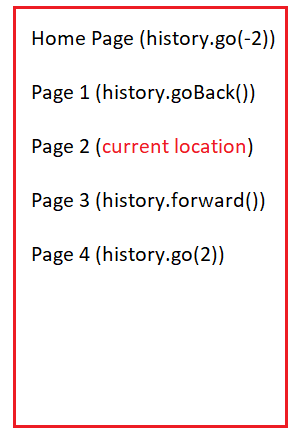 Home Page (history.go(-2))
Page 1 (history.goBack())
Page 2 (current location)
Page 3 (history.forward())
Page 4 (history.go(2))